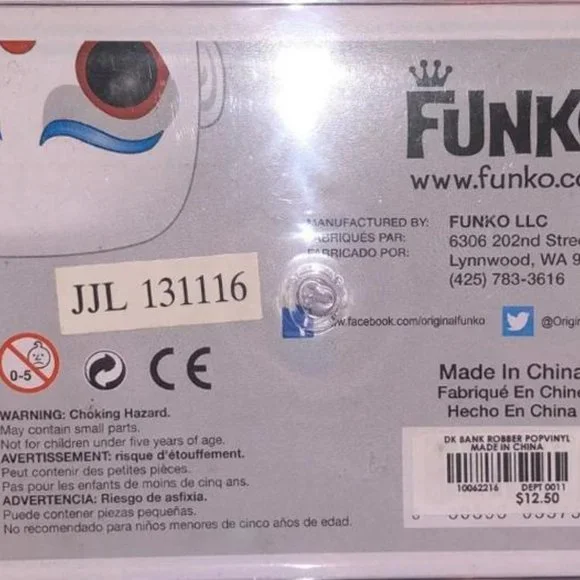 FUNK
www.funko.co
MANUFACTURED BY: FUNKO LLC
FABRIQUÉS PAR: 6306 202nd Stree
FABRICADO POR: Lynnwood, WA 9
(425) 783-3616
JJL 131116
w.facebook.com/originalfunko @Origin
0-5
CE
Made In China
Fabriqué En Chine
Hecho En China
WARNING: Choking Hazard.
May contain small parts.
Not for children under five years of age.
AVERTISSEMENT: risque d'étouffement.
Peut contenir des petites pièces.
Pas pour les enfants de moins de cinq ans.
ADVERTENCIA: Riesgo de asfixia.
Puede contener piezas pequeñas.
No recomendado para niños menores de cinco años de edad.
DK BANK ROBBER POPVINYL
MADE IN CHINA
10062216 DEPT 0011
$12.50